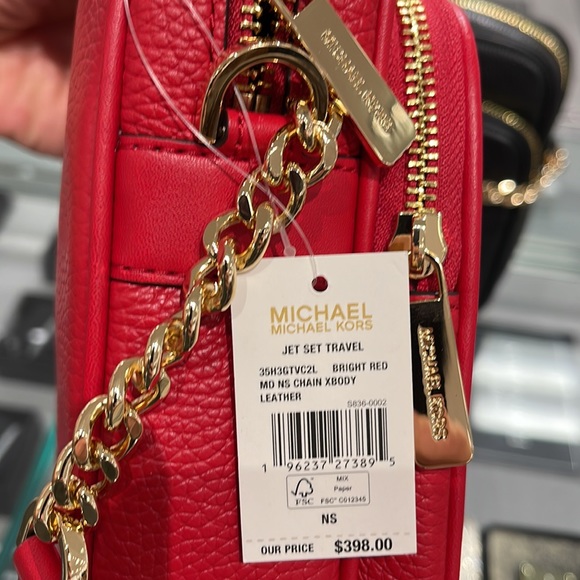 MICHAEL KORS
MICHAEL
MICHAEL KORS
JET SET TRAVEL
35H3GTVC2L BRIGHT RED
MD NS CHAIN XBODY
LEATHER
S836-0002
1 96237 27389 5
FSC
MIX
Paper
FSC® C012345
NS
OUR PRICE $398.00
MICHAEL KORS